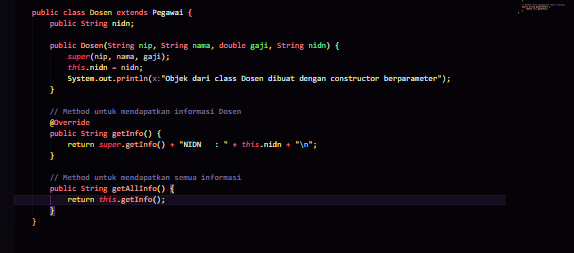 public class Dosen extends Pegawai {
    public String nidn;

    public Dosen(String nip, String nama, double gaji, String nidn) {
        super(nip, nama, gaji);
        this.nidn = nidn;
        System.out.println(x:"Objek dari class Dosen dibuat dengan constructor berparameter");
    }

    // Method untuk mendapatkan informasi Dosen
    @Override
    public String getInfo() {
        return super.getInfo() + "NIDN   : " + this.nidn + "\n";
    }

    // Method untuk mendapatkan semua informasi
    public String getAllInfo() {
        return this.getInfo();
    }
}